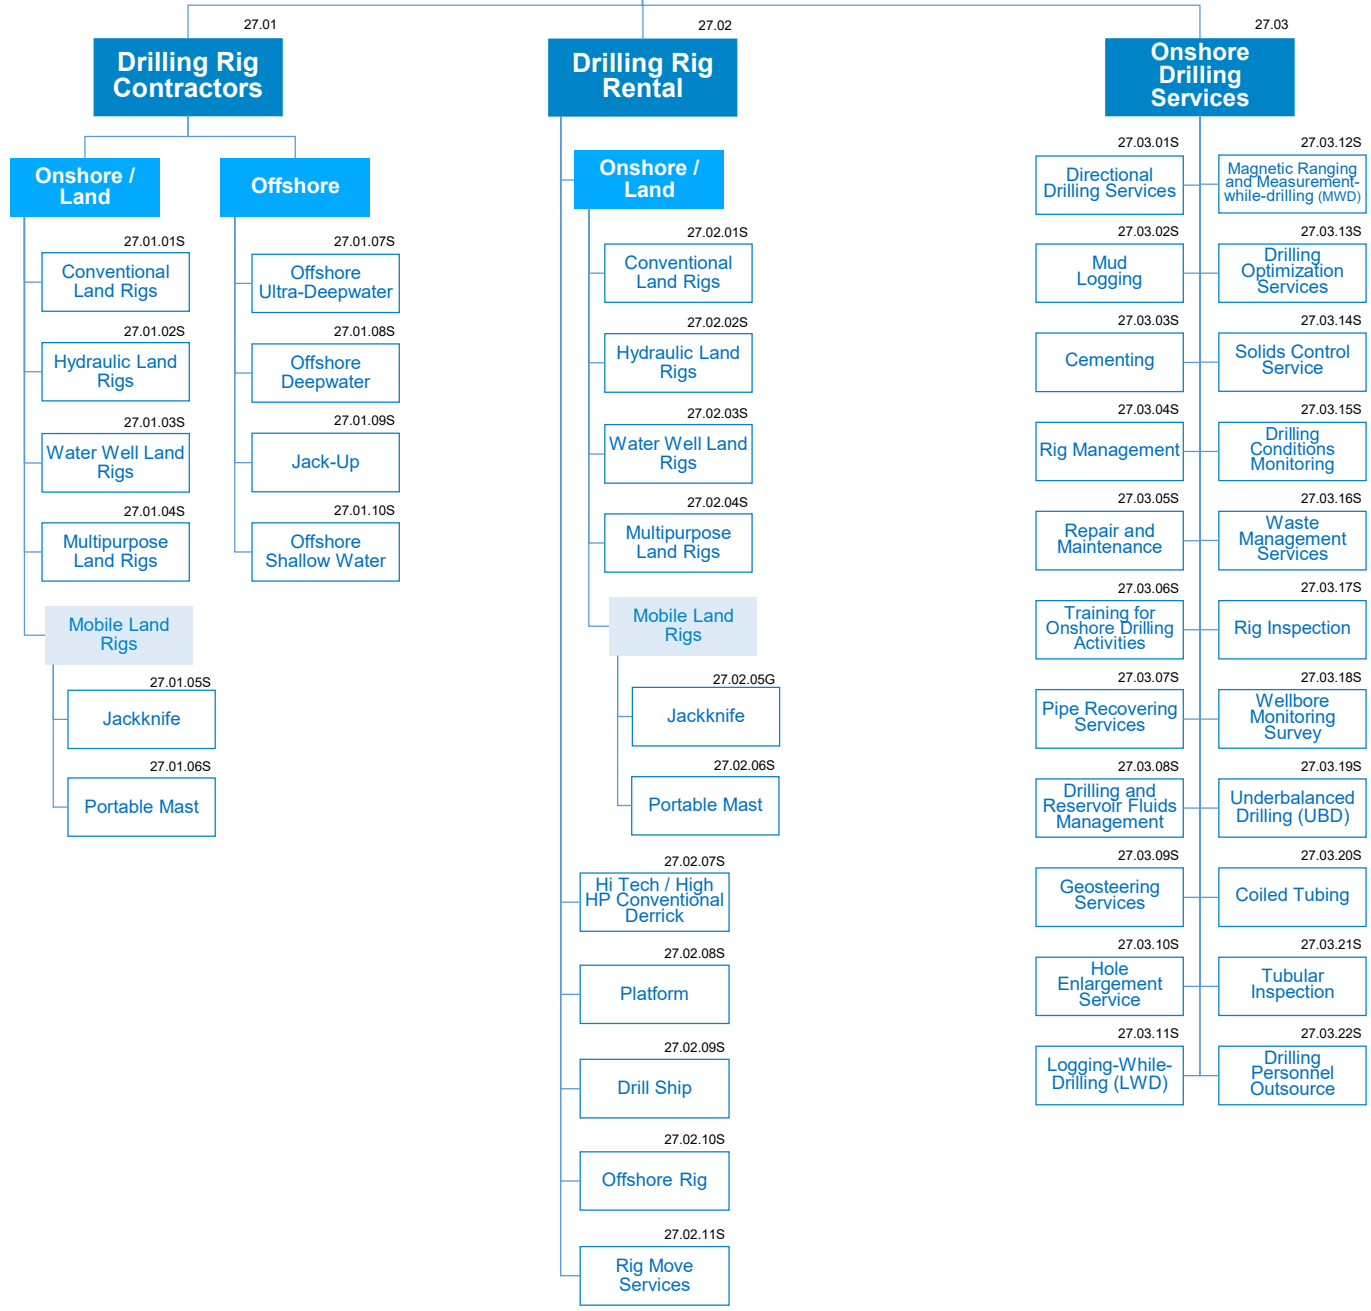 27.01
Drilling Rig
Contractors
Onshore /
Land
27.01.01S
Conventional
Land Rigs
27.01.02S
Hydraulic Land
Rigs
27.01.03S
Water Well Land
Rigs
27.01.04S
Multipurpose
Land Rigs
Mobile Land
Rigs
27.01.05S
Jackknife
27.01.06S
Portable Mast
Offshore
27.01.07S
Offshore
Ultra-Deepwater
27.01.08S
Offshore
Deepwater
27.01.09S
Jack-Up
27.01.10S
Offshore
Shallow Water
27.02
Drilling Rig
Rental
Onshore /
Land
27.02.01S
Conventional
Land Rigs
27.02.02S
Hydraulic Land
Rigs
27.02.03S
Water Well Land
Rigs
27.02.04S
Multipurpose
Land Rigs
Mobile Land
Rigs
27.02.05G
Jackknife
27.02.06S
Portable Mast
27.02.07S
Hi Tech / High
HP Conventional
Derrick
27.02.08S
Platform
27.02.09S
Drill Ship
27.02.10S
Offshore Rig
27.02.11S
Rig Move
Services
27.03
Onshore
Drilling
Services
27.03.01S
Directional
Drilling Services
27.03.02S
Mud
Logging
27.03.03S
Cementing
27.03.04S
Rig Management
27.03.05S
Repair and
Maintenance
27.03.06S
Training for
Onshore Drilling
Activities
27.03.07S
Pipe Recovering
Services
27.03.08S
Drilling and
Reservoir Fluids
Management
27.03.09S
Geosteering
Services
27.03.10S
Hole
Enlargement
Service
27.03.11S
Logging-While-
Drilling (LWD)
27.03.12S
Magnetic Ranging
and Measurement-
while-drilling (MWD)
27.03.13S
Drilling
Optimization
Services
27.03.14S
Solids Control
Service
27.03.15S
Drilling
Conditions
Monitoring
27.03.16S
Waste
Management
Services
27.03.17S
Rig Inspection
27.03.18S
Wellbore
Monitoring
Survey
27.03.19S
Underbalanced
Drilling (UBD)
27.03.20S
Coiled Tubing
27.03.21S
Tubular
Inspection
27.03.22S
Drilling
Personnel
Outsource